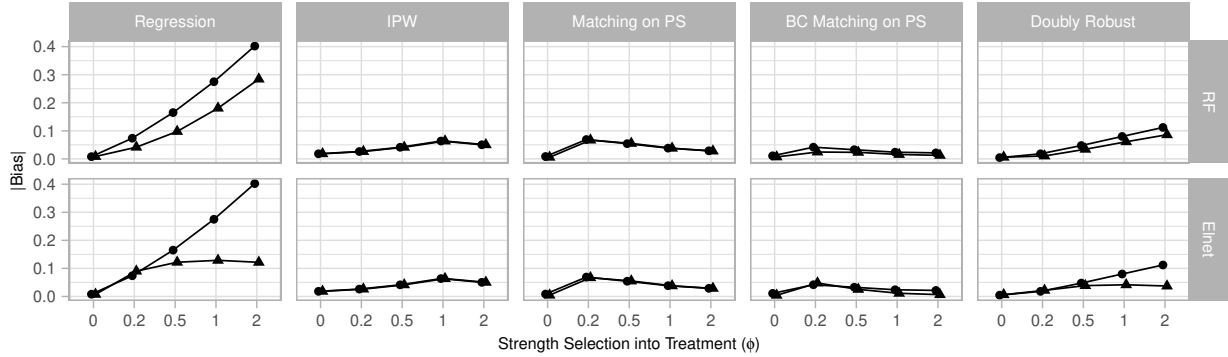 Regression IPW Matching on PS BC Matching on PS Doubly Robust
0.4
0.3
0.2
0.1
0.0
RF
|Bias|
0.4
0.3
0.2
0.1
0.0
Elnet
0 0.2 0.5 1 2 0 0.2 0.5 1 2 0 0.2 0.5 1 2 0 0.2 0.5 1 2 0 0.2 0.5 1 2
Strength Selection into Treatment (ϕ)